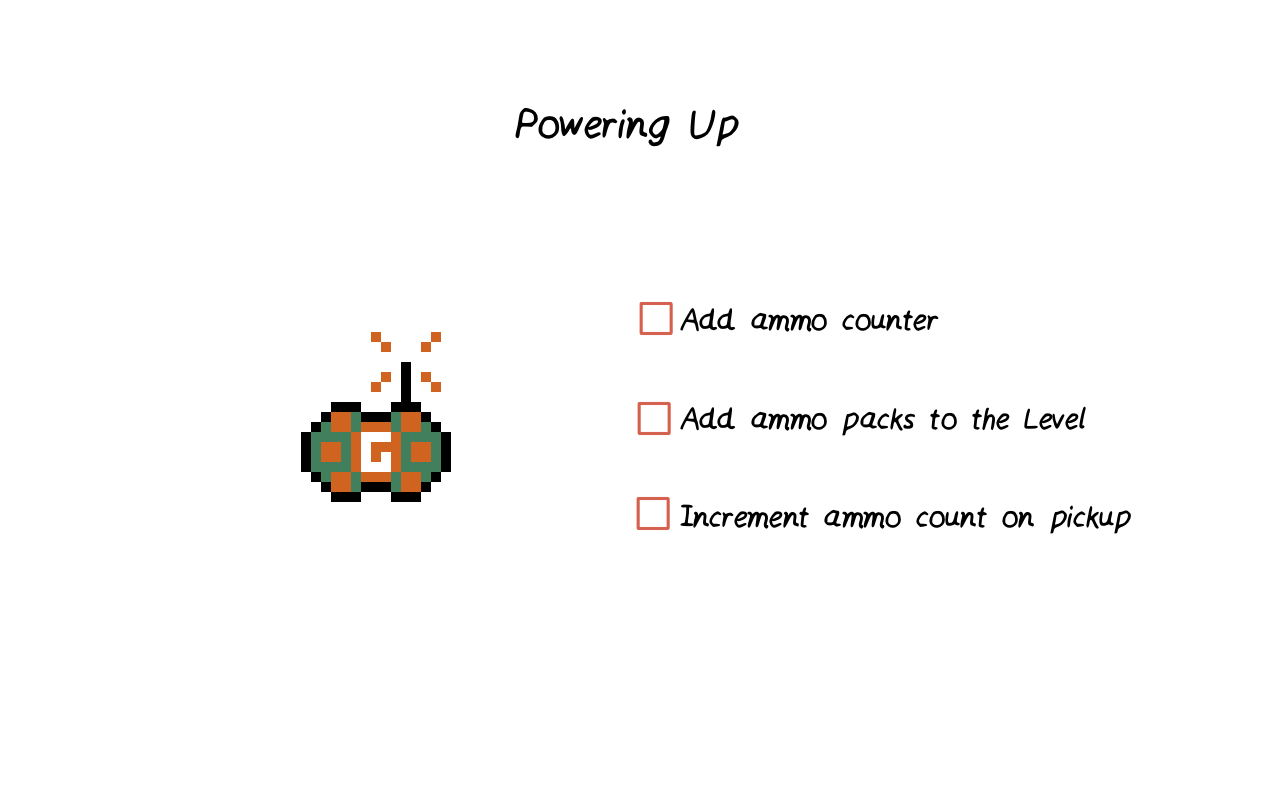 Powering Up
G
Add ammo counter
Add ammo packs to the Level
Increment ammo count on pickup